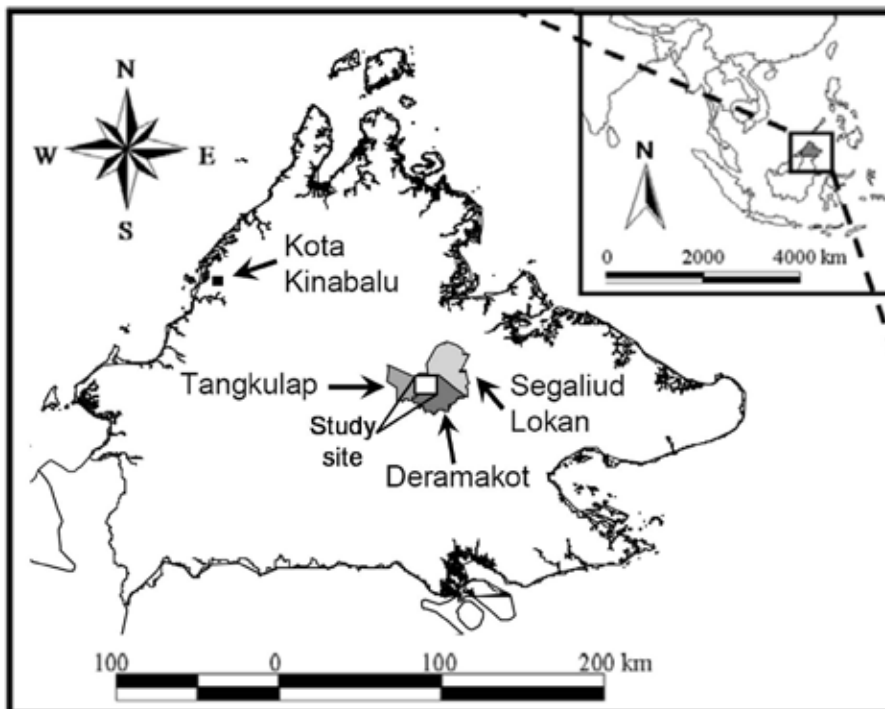 N
W E
S
Kota
Kinabalu
Tangkulap
Study
site
Segaliud
Lokan
Deramakot
100 0 100 200 km
N
0 2000 4000 km